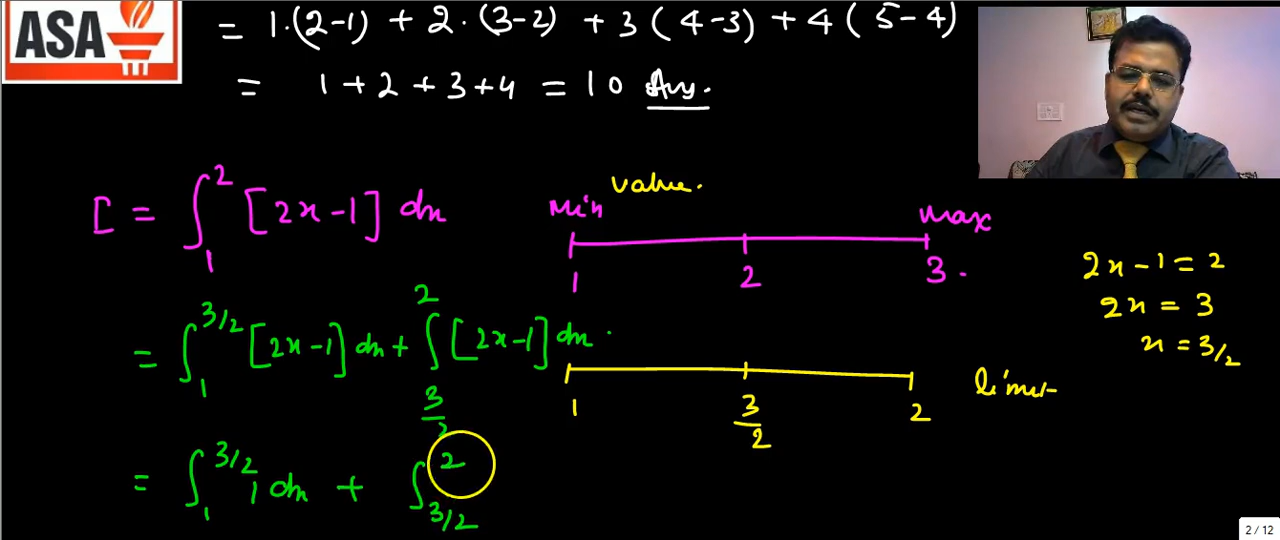 ASA
= 1·(2-1) + 2·(3-2) + 3(4-3) + 4(5-4)
= 1 + 2 + 3 + 4 = 10 Ans.
I = ∫₁² [2x-1] dx
value.
Min max
1 2 3.
2x-1 = 2
2x = 3
x = 3/2
= ∫₁^{3/2} [2x-1] dx + ∫_{3/2}^2 [2x-1] dx.
1 3/2 2
= ∫₁^{3/2} 1 dx + ∫_{3/2}^2
2 / 12